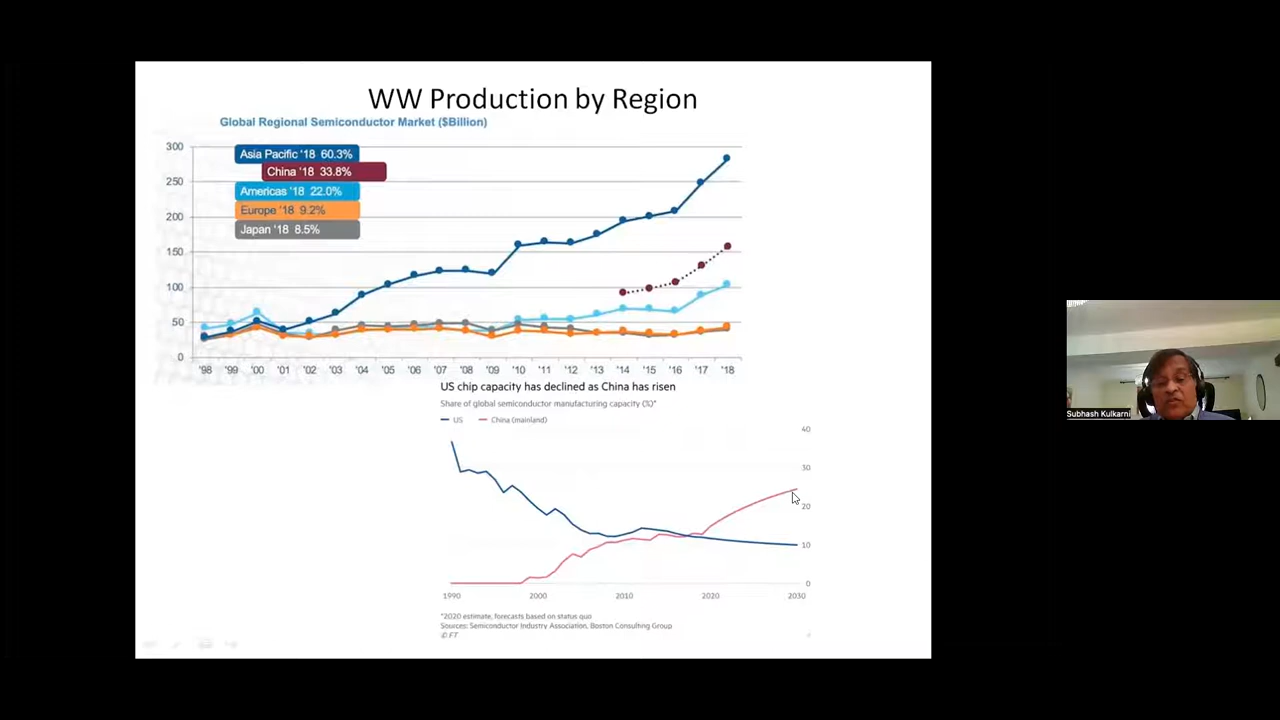 WW Production by Region
Global Regional Semiconductor Market ($Billion)
300
250
200
150
100
50
0
Asia Pacific '18 60.3%
China '18 33.8%
Americas '18 22.0%
Europe '18 9.2%
Japan '18 8.5%
'98 '99 '00 '01 '02 '03 '04 '05 '06 '07 '08 '09 '10 '11 '12 '13 '14 '15 '16 '17 '18
US chip capacity has declined as China has risen
Share of global semiconductor manufacturing capacity (%)*
US China (mainland)
40
30
20
10
0
1990 2000 2010 2020 2030
*2020 estimate, forecasts based on status quo
Sources: Semiconductor Industry Association, Boston Consulting Group
© FT
Subhash Kulkarni